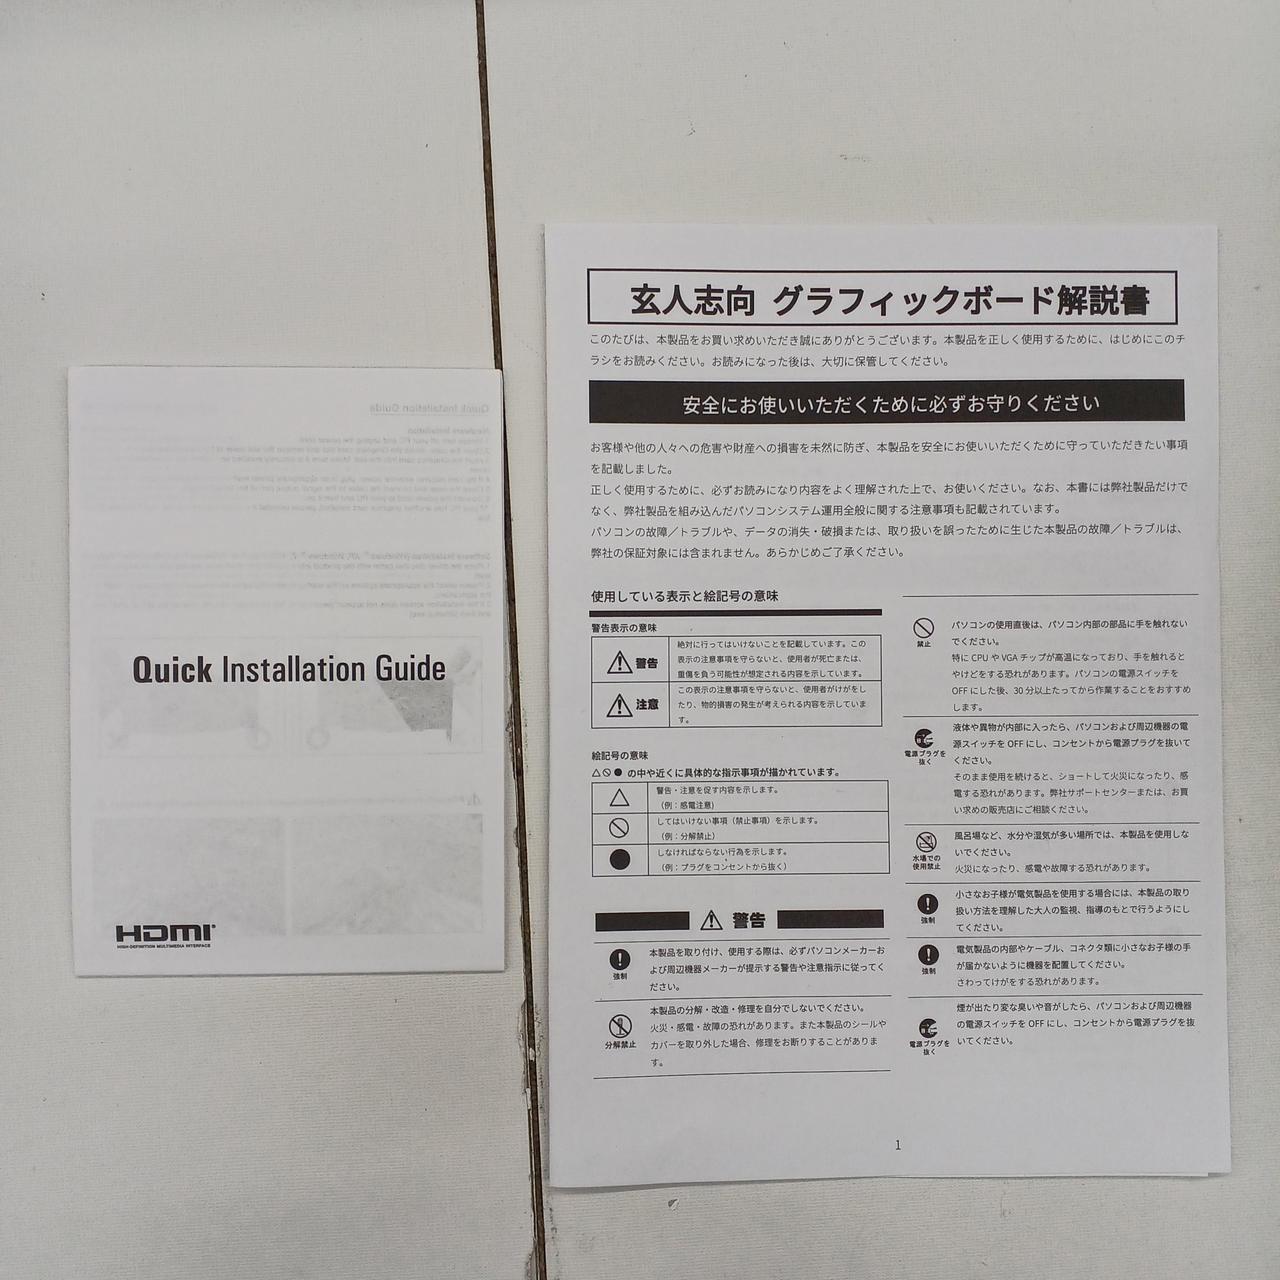 Quick Installation Guide
HDMI
HIGH-DEFINITION MULTIMEDIA INTERFACE
玄人志向 グラフィックボード解説書
このたびは、本製品をお買い求めいただき誠にありがとうございます。本製品を正しく使用するために、はじめにこのチ
ラシをお読みください。お読みになった後は、大切に保管してください。
安全にお使いいただくために必ずお守りください
お客様や他の人々への危害や財産への損害を未然に防ぎ、本製品を安全にお使いいただくために守っていただきたい事項
を記載しました。
正しく使用するために、必ずお読みになり内容をよく理解された上で、お使いください。なお、本書には弊社製品だけで
なく、弊社製品を組み込んだパソコンシステム運用全般に関する注意事項も記載されています。
パソコンの故障／トラブルや、データの消失・破損または、取り扱いを誤ったために生じた本製品の故障／トラブルは、
弊社の保証対象には含まれません。あらかじめご了承ください。
使用している表示と絵記号の意味
警告表示の意味
警告
絶対に行ってはいけないことを記載しています。この
表示の注意事項を守らないと、使用者が死亡または、
重傷を負う可能性が想定される内容を示しています。
注意
この表示の注意事項を守らないと、使用者がけがをし
たり、物的損害の発生が考えられる内容を示していま
す。
絵記号の意味
△🚫● の中や近くに具体的な指示事項が描かれています。
警告・注意を促す内容を示します。
（例：感電注意）
してはいけない事項（禁止事項）を示します。
（例：分解禁止）
しなければならない行為を示します。
（例：プラグをコンセントから抜く）
警告
強制
本製品を取り付け、使用する際は、必ずパソコンメーカーお
よび周辺機器メーカーが提示する警告や注意指示に従ってく
ださい。
分解禁止
本製品の分解・改造・修理を自分でしないでください。
火災・感電・故障の恐れがあります。また本製品のシールや
カバーを取り外した場合、修理をお断りすることがありま
す。
禁止
パソコンの使用直後は、パソコン内部の部品に手を触れない
でください。
特に CPU や VGA チップが高温になっており、手を触れると
やけどをする恐れがあります。パソコンの電源スイッチを
OFF にした後、30 分以上たってから作業することをおすすめ
します。
電源プラグを
抜く
液体や異物が内部に入ったら、パソコンおよび周辺機器の電
源スイッチを OFF にし、コンセントから電源プラグを抜いて
ください。
そのまま使用を続けると、ショートして火災になったり、感
電する恐れがあります。弊社サポートセンターまたは、お買
い求めの販売店にご相談ください。
水場での
使用禁止
風呂場など、水分や湿気が多い場所では、本製品を使用しな
いでください。
火災になったり、感電や故障する恐れがあります。
強制
小さなお子様が電気製品を使用する場合には、本製品の取り
扱い方法を理解した大人の監視、指導のもとで行うようにし
てください。
強制
電気製品の内部やケーブル、コネクタ類に小さなお子様の手
が届かないように機器を配置してください。
さわってけがをする恐れがあります。
電源プラグを
抜く
煙が出たり変な臭いや音がしたら、パソコンおよび周辺機器
の電源スイッチを OFF にし、コンセントから電源プラグを抜
いてください。
1